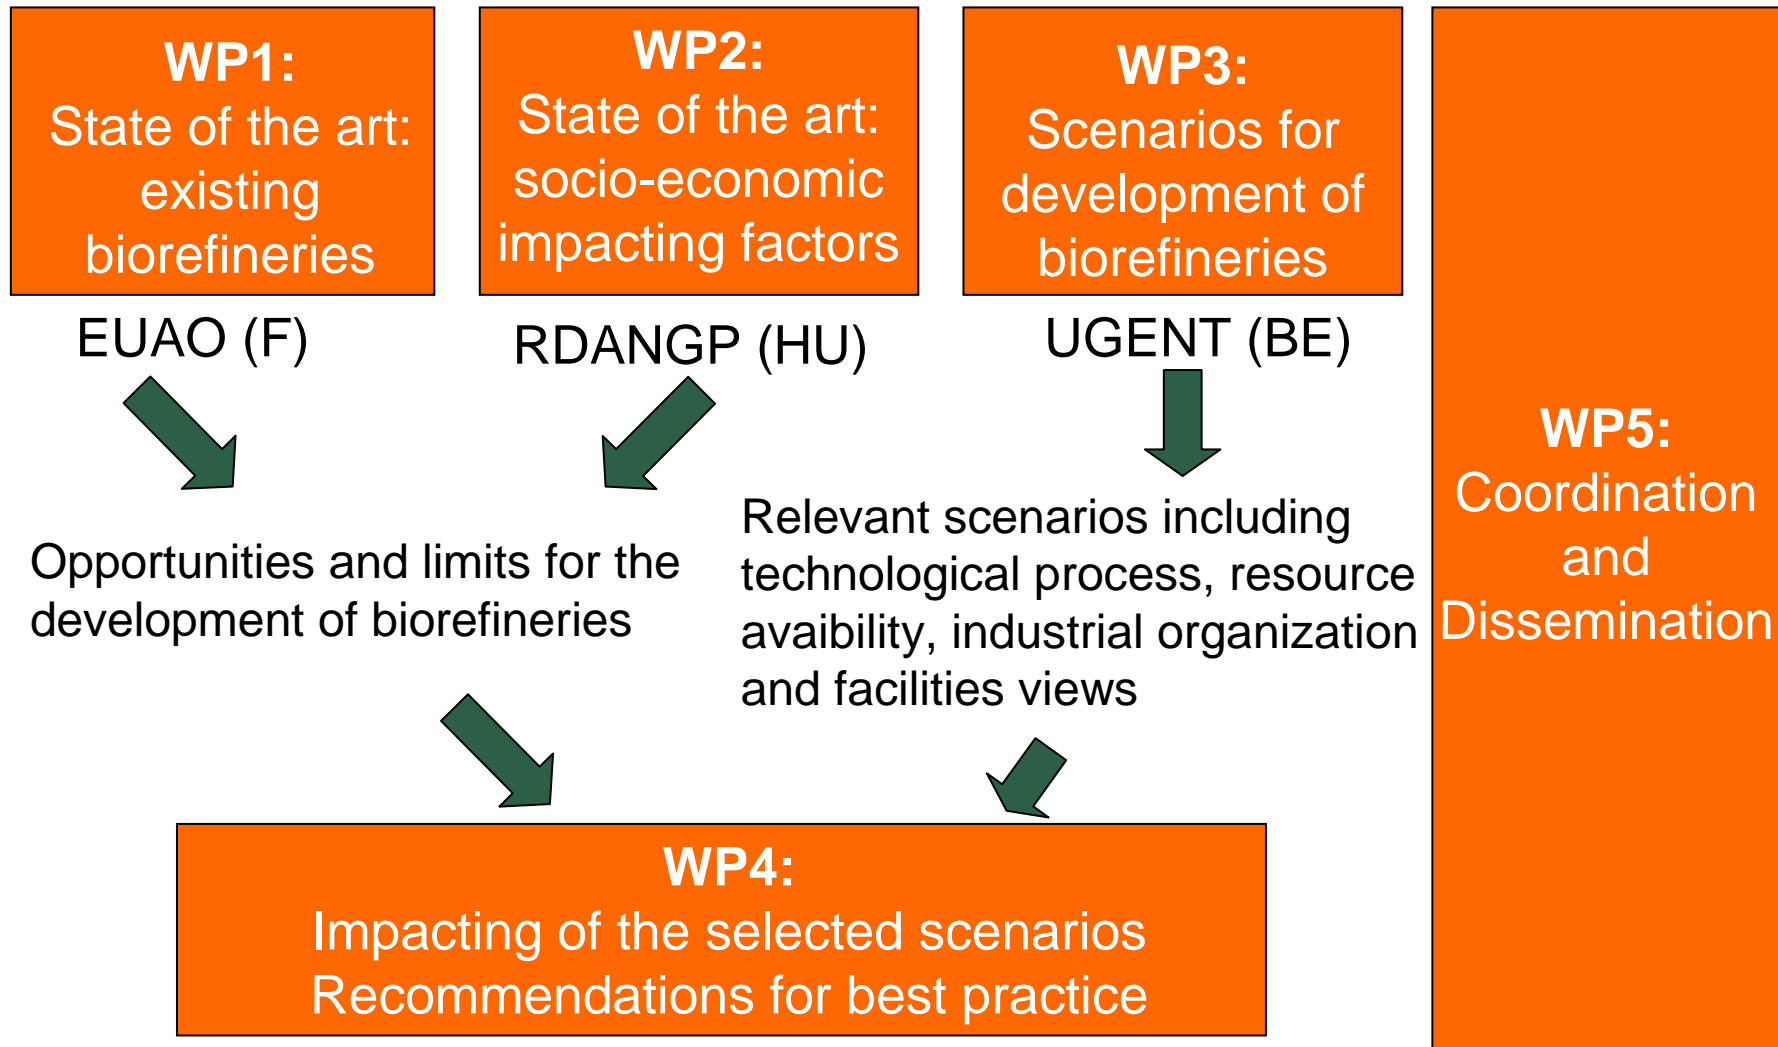 WP1:
State of the art:
existing
biorefineries
WP2:
State of the art:
socio-economic
impacting factors
WP3:
Scenarios for
development of
biorefineries
EUAO (F)
RDANGP (HU)
UGENT (BE)
Opportunities and limits for the
development of biorefineries
Relevant scenarios including
technological process, resource
avaibility, industrial organization
and facilities views
WP4:
Impacting of the selected scenarios
Recommendations for best practice
WP5:
Coordination
and
Dissemination